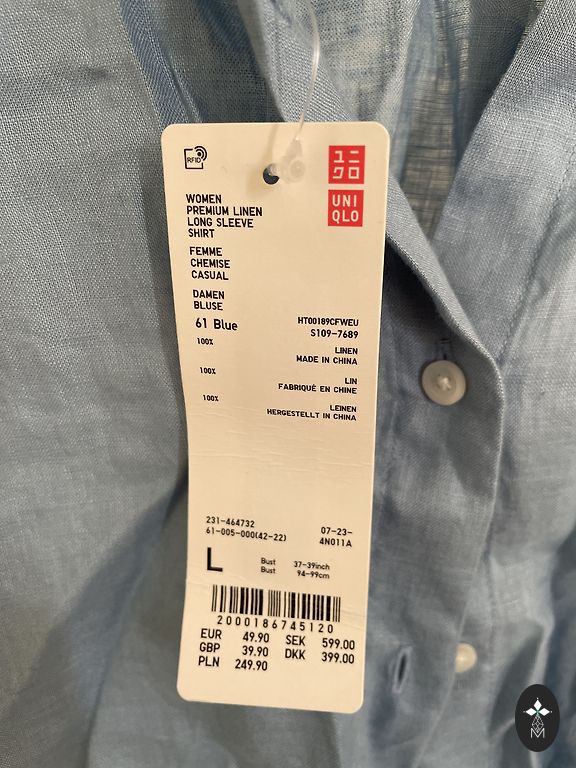 RFID
ユニ
クロ
UNI
QLO
WOMEN
PREMIUM LINEN
LONG SLEEVE
SHIRT
FEMME
CHEMISE
CASUAL
DAMEN
BLUSE
61 Blue HT00189CFWEU
S109-7689
100% LINEN
MADE IN CHINA
100% LIN
FABRIQUÉ EN CHINE
100% LEINEN
HERGESTELLT IN CHINA
231-464732 07-23-
61-005-000(42-22) 4N011A
L Bust 37-39inch
Bust 94-99cm
2000186745120
EUR 49.90 SEK 599.00
GBP 39.90 DKK 399.00
PLN 249.90
M